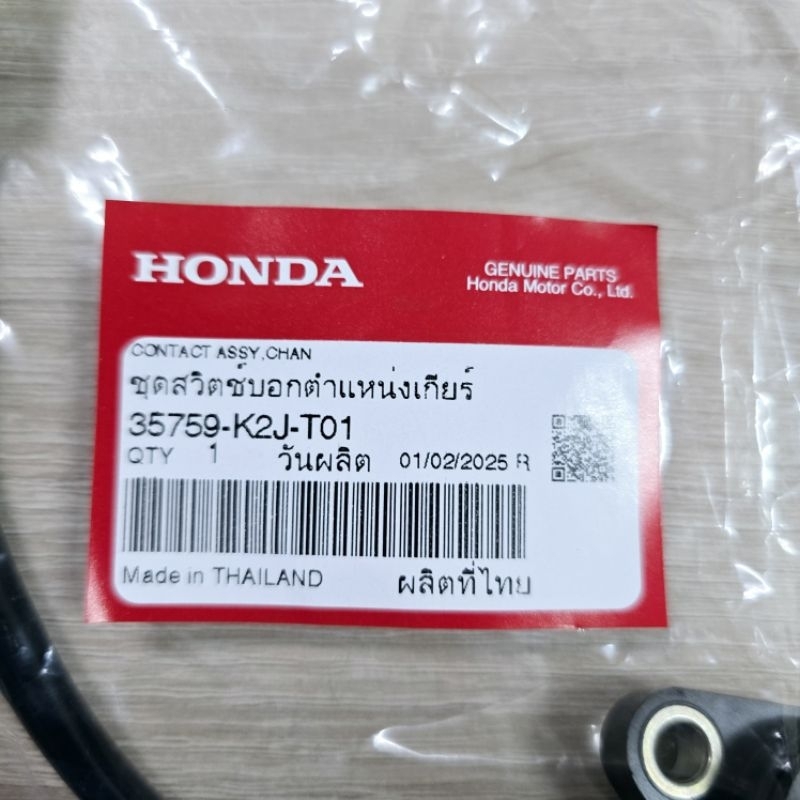 HONDA
GENUINE PARTS
Honda Motor Co., Ltd.
CONTACT ASSY,CHAN
ชุดสวิตช์บอกตำแหน่งเกียร์
35759-K2J-T01
QTY 1 วันผลิต 01/02/2025 R
Made in THAILAND ผลิตที่ไทย